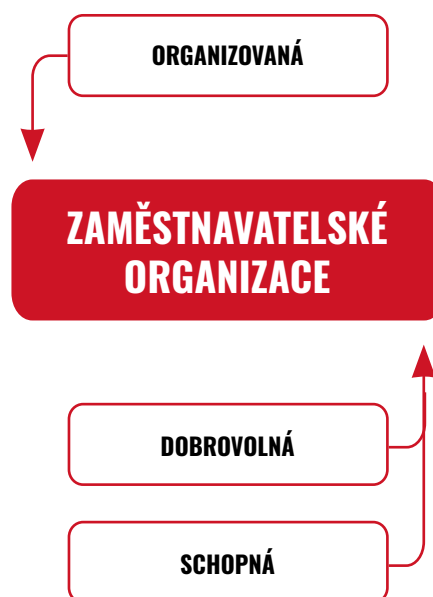 ORGANIZOVANÁ
ZAMĚSTNAVATELSKÉ
ORGANIZACE
DOBROVOLNÁ
SCHOPNÁ